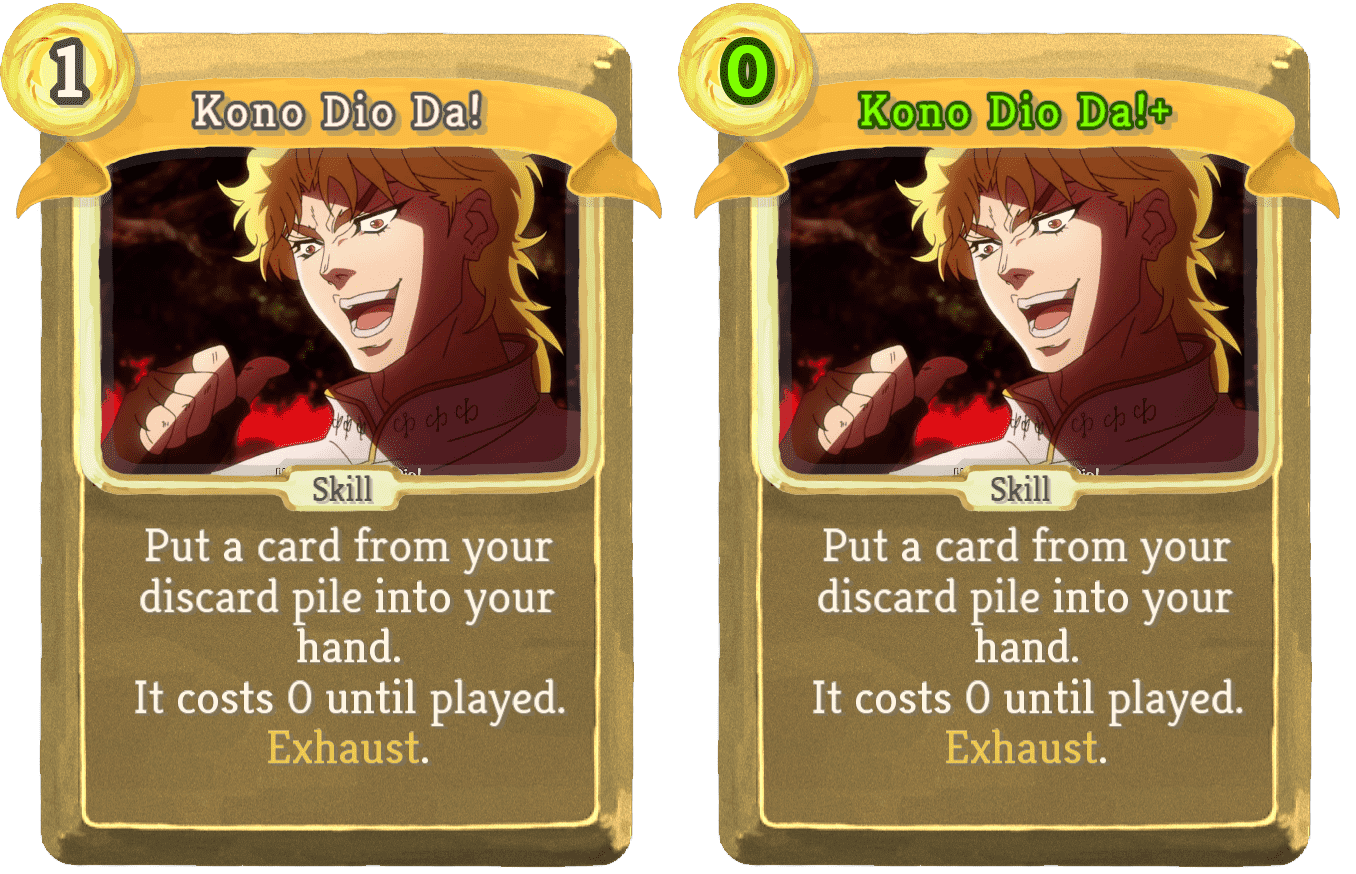 1
Kono Dio Da!
Skill
Put a card from your
discard pile into your
hand.
It costs 0 until played.
Exhaust.
0
Kono Dio Da!+
Skill
Put a card from your
discard pile into your
hand.
It costs 0 until played.
Exhaust.